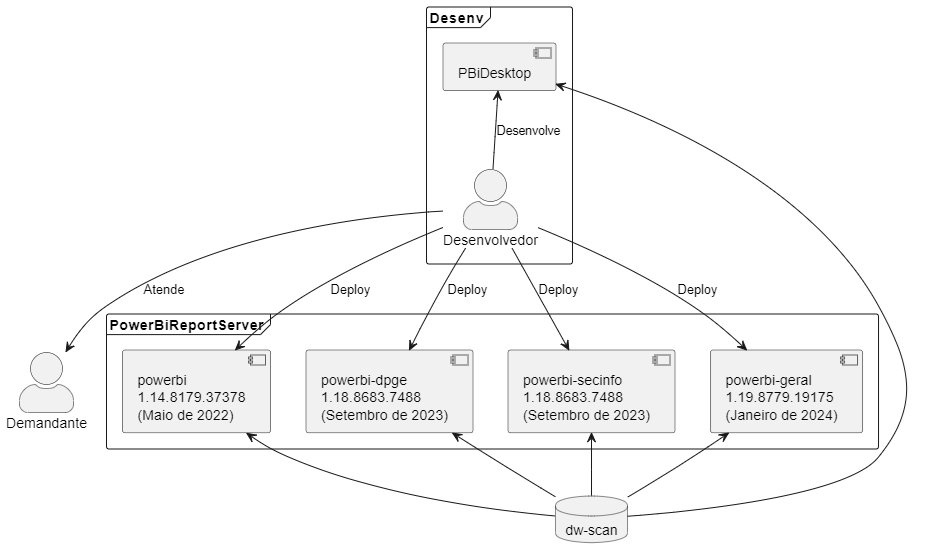 Desenv
PBiDesktop
Desenvolve
Desenvolvedor
Atende
Deploy
Deploy
Deploy
Deploy
PowerBiReportServer
powerbi
1.14.8179.37378
(Maio de 2022)
powerbi-dpge
1.18.8683.7488
(Setembro de 2023)
powerbi-secinfo
1.18.8683.7488
(Setembro de 2023)
powerbi-geral
1.19.8779.19175
(Janeiro de 2024)
Demandante
dw-scan